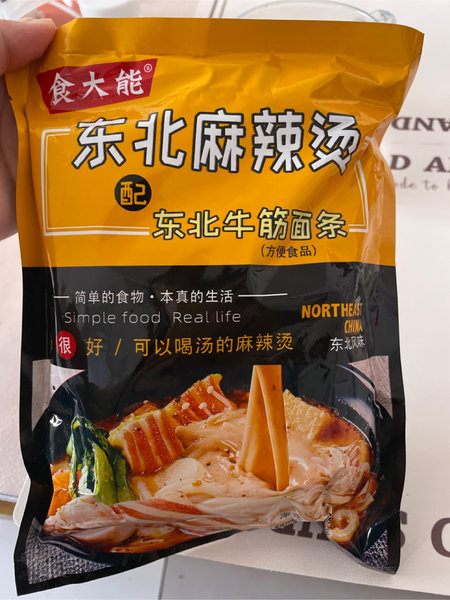 食大能®
东北麻辣烫
配
东北牛筋面条
(方便食品)
简单的食物·本真的生活
Simple food Real life
NORTHEAST
CHINA
东北风味
很好/可以喝汤的麻辣烫